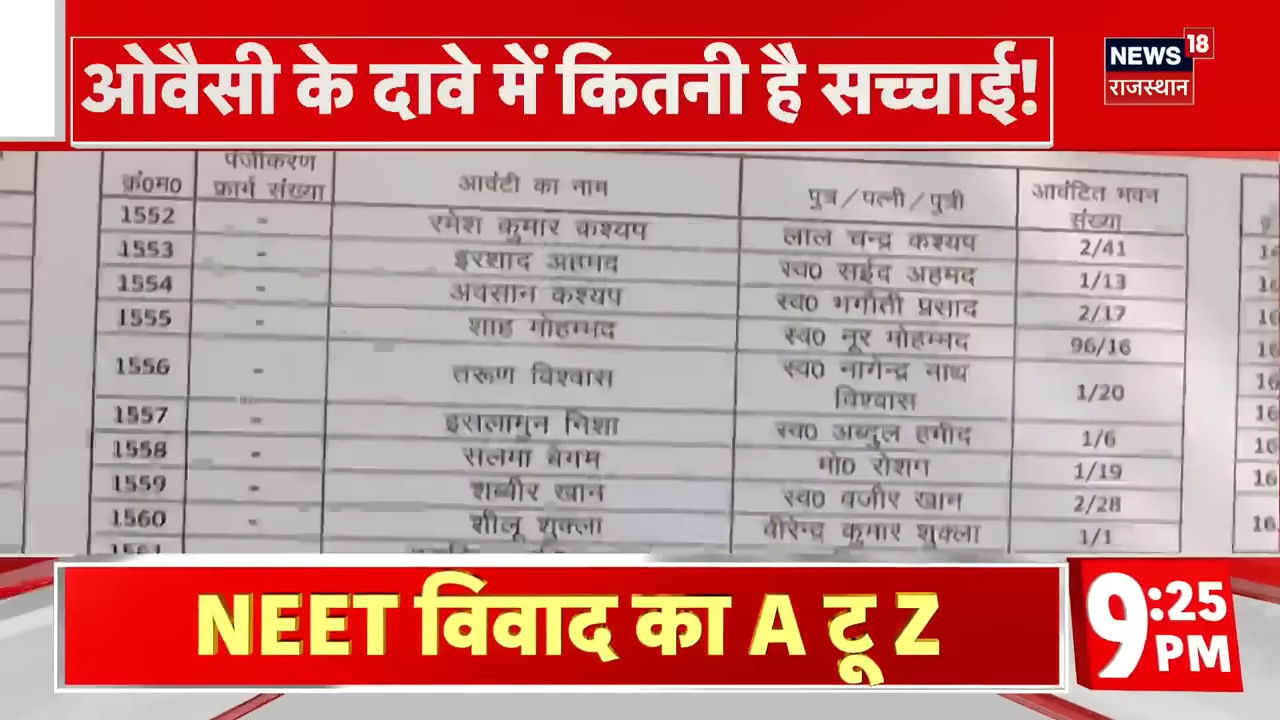 ओवैसी के दावे में कितनी है सच्चाई!
NEWS 18
राजस्थान
क्र0म0 पंजीकरण फार्म संख्या आवंटी का नाम पुत्र/पत्नी/पुत्री आवंटित भवन संख्या
1552 - रमेश कुमार कश्यप लाल चन्द्र कश्यप 2/41
1553 - इरशाद अहमद स्व0 सईद अहमद 1/13
1554 - अवसान कश्यप स्व0 भगौती प्रसाद 2/17
1555 - शाह मोहम्मद स्व0 नूर मोहम्मद 96/16
1556 - तरूण विश्वास स्व0 नागेन्द्र नाथ विश्वास 1/20
1557 - इसलामुन निशा स्व0 अब्दुल हमीद 1/6
1558 - सलमा बेगम मो0 रोशन 1/19
1559 - शब्बीर खान स्व0 वजीर खान 2/28
1560 - शीलू शुक्ला वीरेन्द्र कुमार शुक्ला 1/1
NEET विवाद का A टू Z
9:25 PM